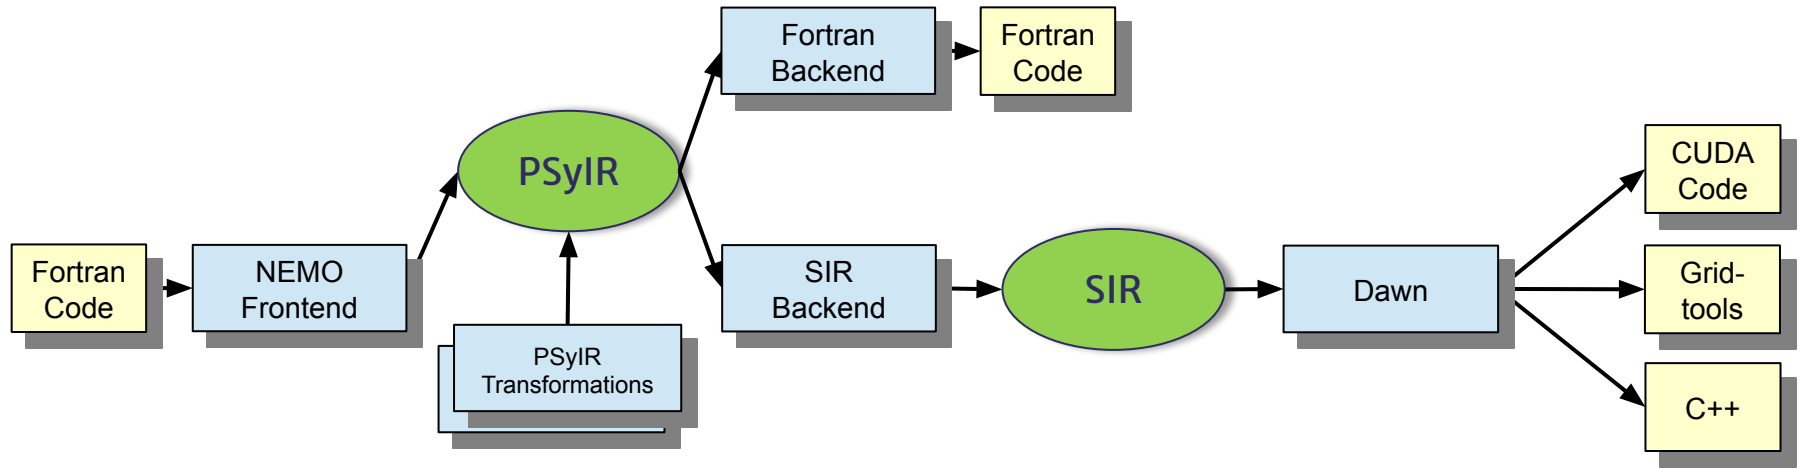 Fortran
Code
NEMO
Frontend
PSyIR
PSyIR
Transformations
Fortran
Backend
Fortran
Code
SIR
Backend
SIR
Dawn
CUDA
Code
Grid-
tools
C++